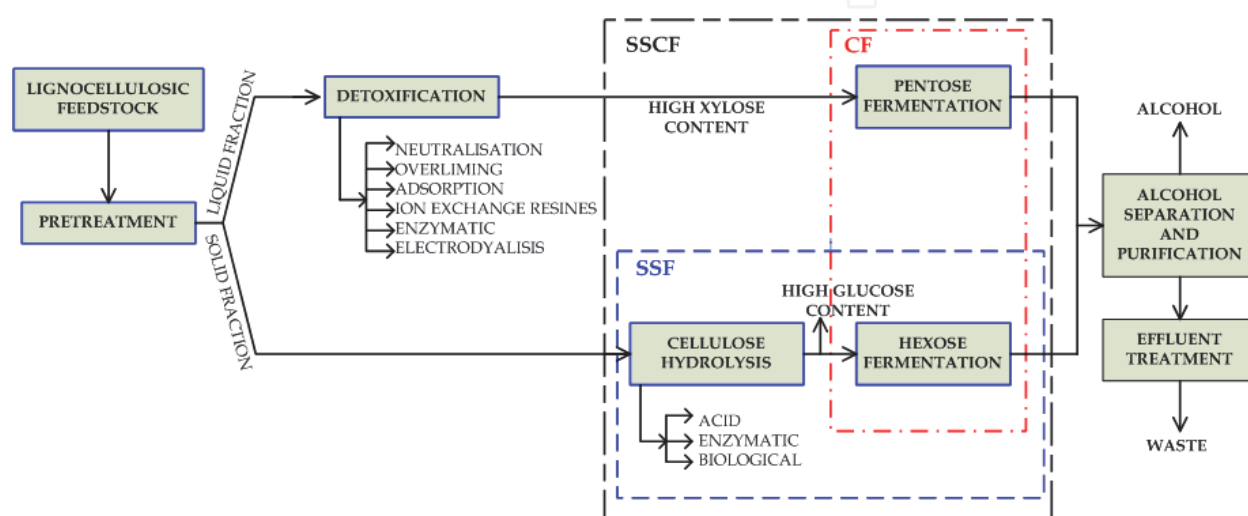 SSCF
CF
LIGNOCELLULOSIC
FEEDSTOCK
DETOXIFICATION
PENTOSE
FERMENTATION
HIGH XYLOSE
CONTENT
ALCOHOL
LIQUID FRACTION
NEUTRALISATION
OVERLIMING
ADSORPTION
ION EXCHANGE RESINES
ENZYMATIC
ELECTRODYALISIS
PRETREATMENT
ALCOHOL
SEPARATION
AND
PURIFICATION
SOLID FRACTION
SSF
HIGH GLUCOSE
CONTENT
CELLULOSE
HYDROLYSIS
HEXOSE
FERMENTATION
EFFLUENT
TREATMENT
ACID
ENZYMATIC
BIOLOGICAL
WASTE